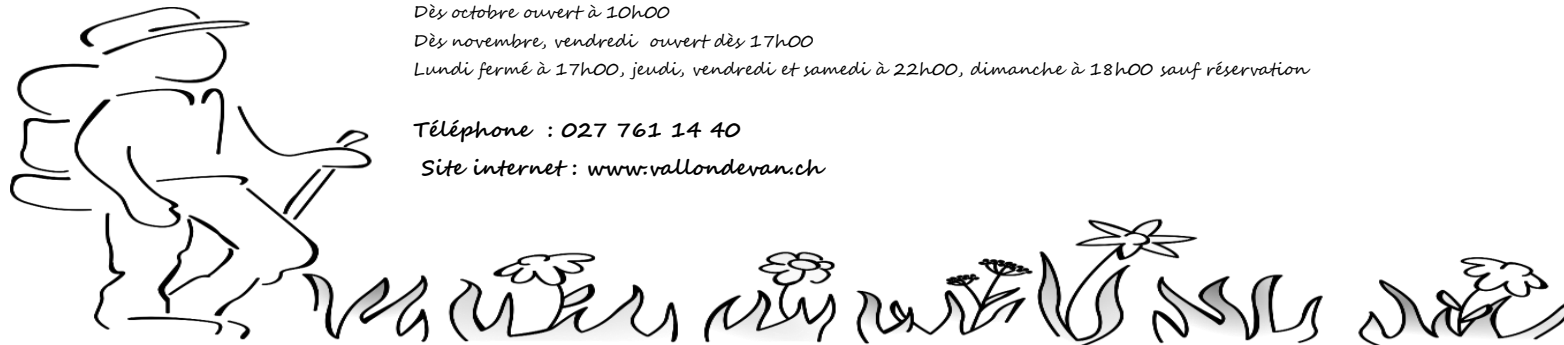 Dès octobre ouvert à 10h00
Dès novembre, vendredi ouvert dès 17h00
Lundi fermé à 17h00, jeudi, vendredi et samedi à 22h00, dimanche à 18h00 sauf réservation
Téléphone : 027 761 14 40
Site internet : www.vallondevan.ch